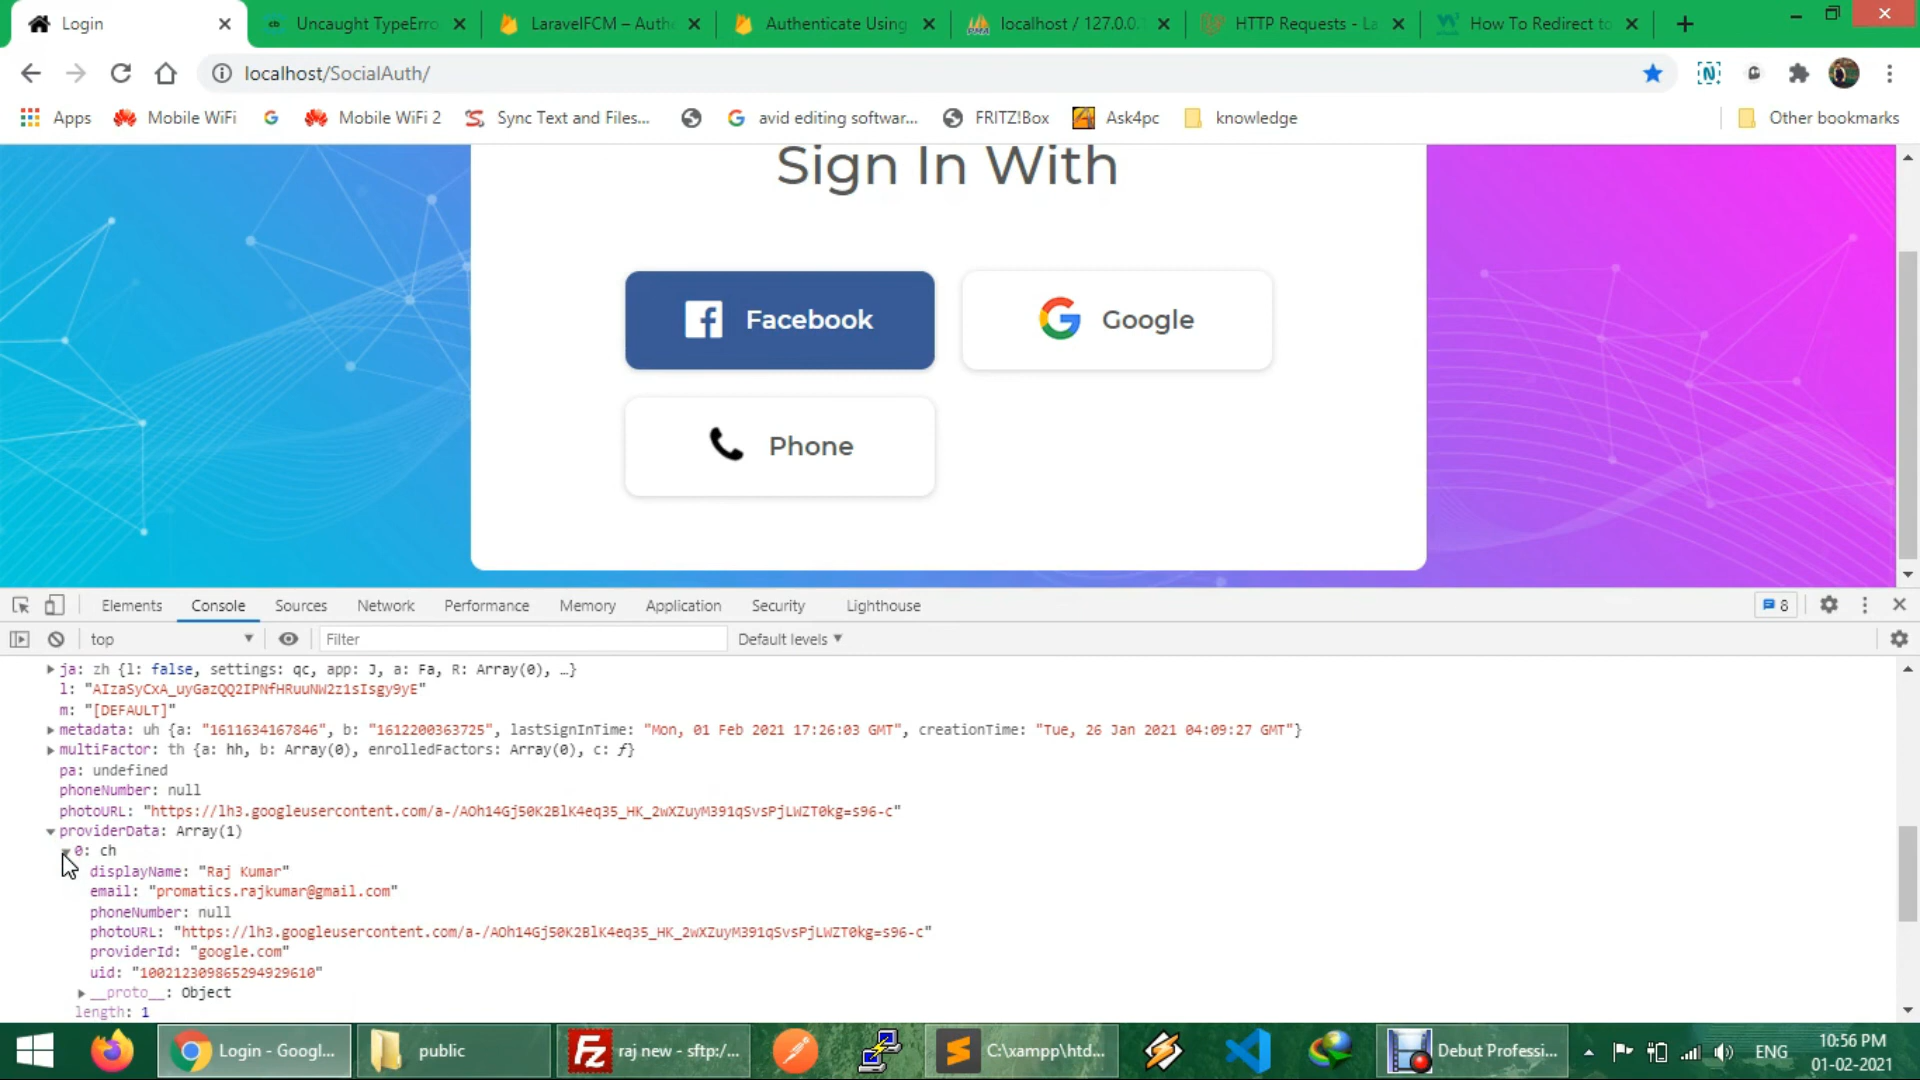 Login
Uncaught TypeErro
LaravelFCM – Authe
Authenticate Using
localhost / 127.0.0.
HTTP Requests - La
How To Redirect to
localhost/SocialAuth/
Apps
Mobile WiFi
Mobile WiFi 2
Sync Text and Files...
avid editing softwar...
FRITZ!Box
Ask4pc
knowledge
Other bookmarks
Sign In With
Facebook
Google
Phone
Elements
Console
Sources
Network
Performance
Memory
Application
Security
Lighthouse
8
top
Filter
Default levels
ja: zh {l: false, settings: qc, app: J, a: Fa, R: Array(0), …}
l: "AIzaSyCxA_uyGazQQ2IPNfHRuuNW2z1sIsgy9yE"
m: "[DEFAULT]"
metadata: uh {a: "1611634167846", b: "1612200363725", lastSignInTime: "Mon, 01 Feb 2021 17:26:03 GMT", creationTime: "Tue, 26 Jan 2021 04:09:27 GMT"}
multiFactor: th {a: hh, b: Array(0), enrolledFactors: Array(0), c: ƒ}
pa: undefined
phoneNumber: null
photoURL: "https://lh3.googleusercontent.com/a-/AOh14Gj50K2BlK4eq35_HK_2wXZuyM391qSvsPjLWZT0kg=s96-c"
providerData: Array(1)
0: ch
displayName: "Raj Kumar"
email: "promatics.rajkumar@gmail.com"
phoneNumber: null
photoURL: "https://lh3.googleusercontent.com/a-/AOh14Gj50K2BlK4eq35_HK_2wXZuyM391qSvsPjLWZT0kg=s96-c"
providerId: "google.com"
uid: "100212309865294929610"
__proto__: Object
length: 1
Login - Googl...
public
raj new - sftp:/...
C:\xampp\htd...
Debut Professi...
ENG
10:56 PM
01-02-2021